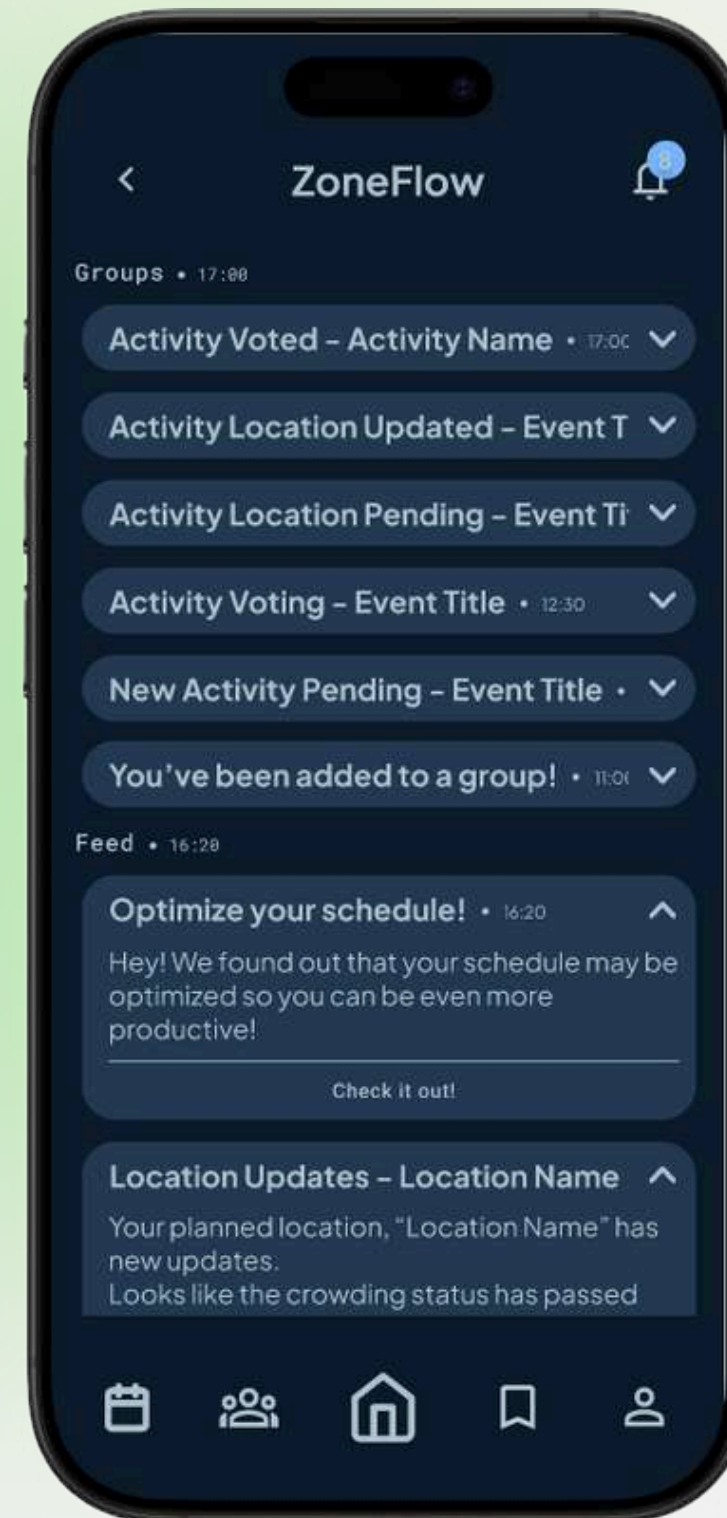 ZoneFlow
8
Groups • 17:00
Activity Voted – Activity Name • 17:00
Activity Location Updated – Event T
Activity Location Pending – Event Ti
Activity Voting – Event Title • 12:30
New Activity Pending – Event Title •
You’ve been added to a group! • 11:00
Feed • 16:20
Optimize your schedule! • 16:20
Hey! We found out that your schedule may be
optimized so you can be even more
productive!
Check it out!
Location Updates – Location Name
Your planned location, “Location Name” has
new updates.
Looks like the crowding status has passed